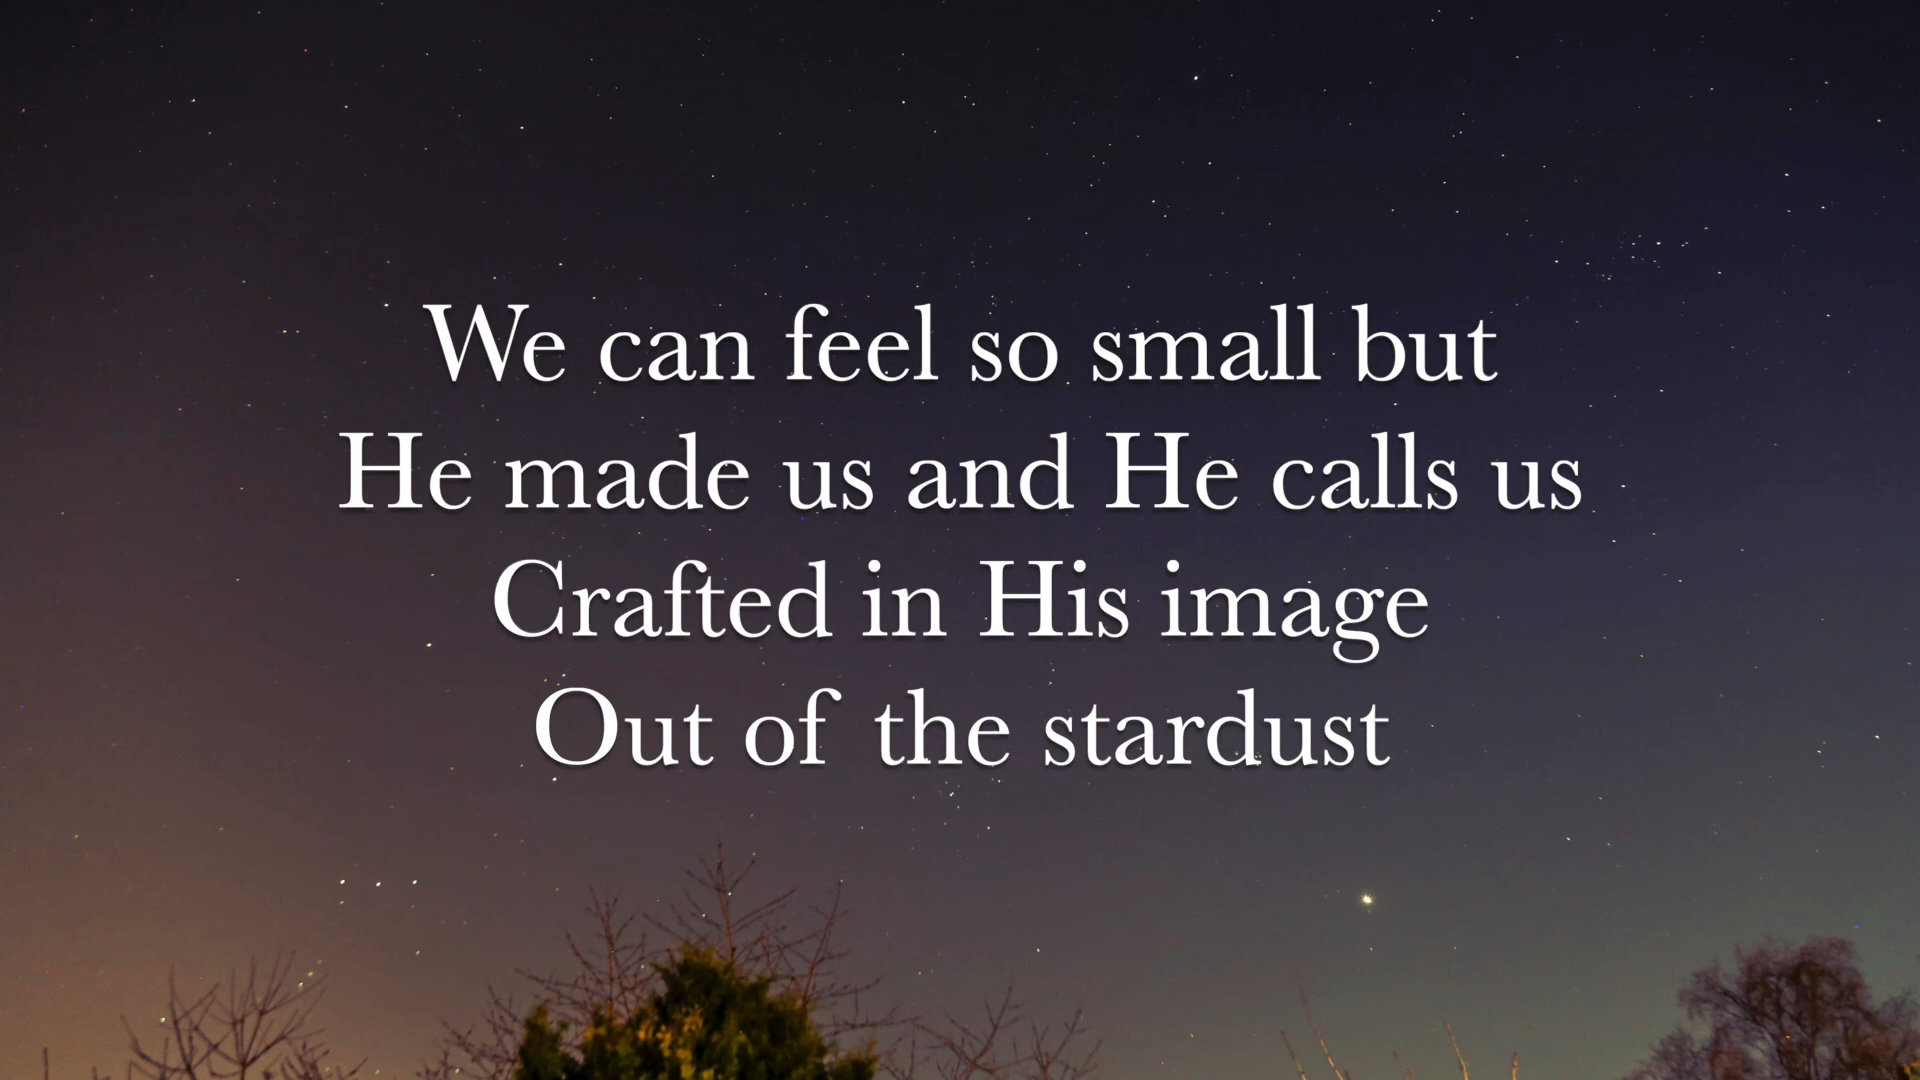 We can feel so small but
He made us and He calls us
Crafted in His image
Out of the stardust